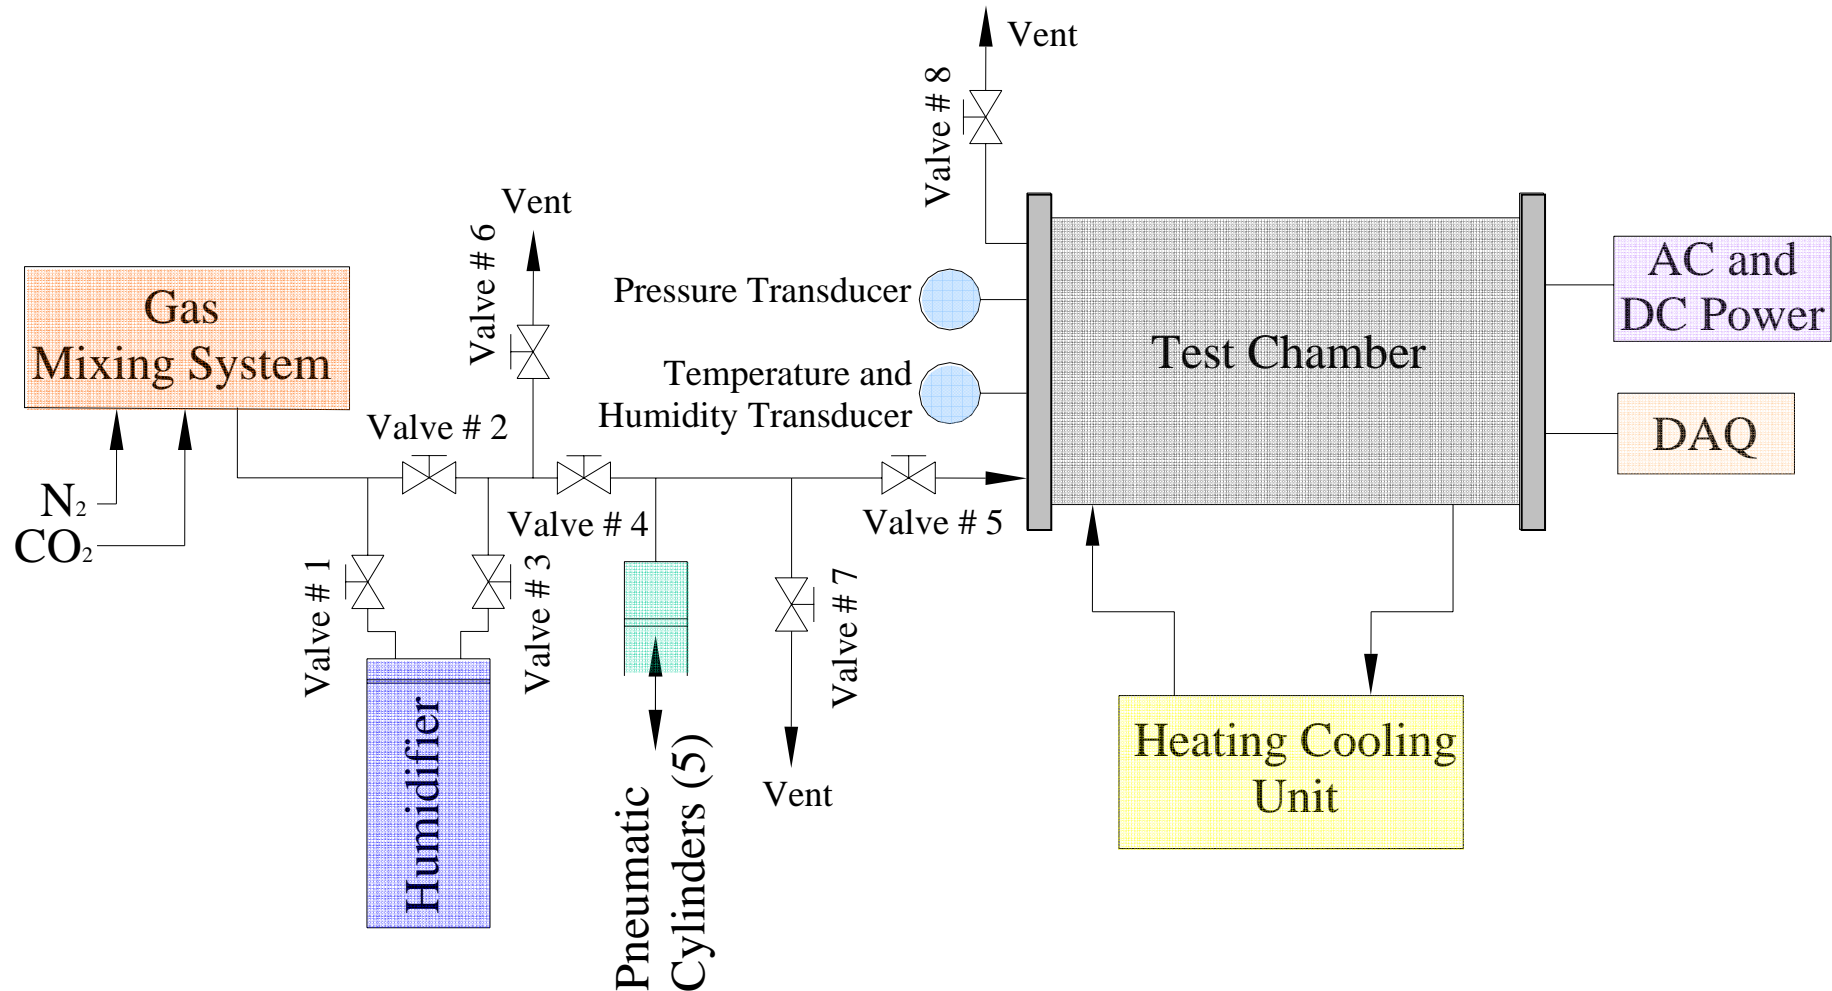 Vent
Valve # 8
Vent
Valve # 6
Gas
Mixing System
Pressure Transducer
Temperature and
Humidity Transducer
Test Chamber
AC and
DC Power
DAQ
Valve # 2
N₂
CO₂
Valve # 4
Valve # 5
Valve # 1
Valve # 3
Valve # 7
Humidifier
Pneumatic
Cylinders (5)
Vent
Heating Cooling
Unit